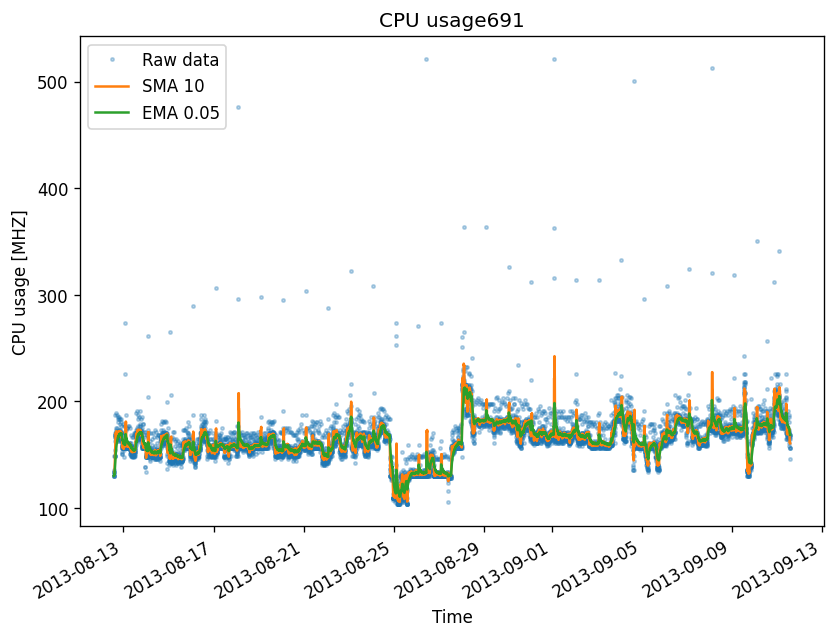 CPU usage691
Raw data
SMA 10
EMA 0.05
500
400
300
200
100
CPU usage [MHZ]
2013-08-13
2013-08-17
2013-08-21
2013-08-25
2013-08-29
2013-09-01
2013-09-05
2013-09-09
2013-09-13
Time